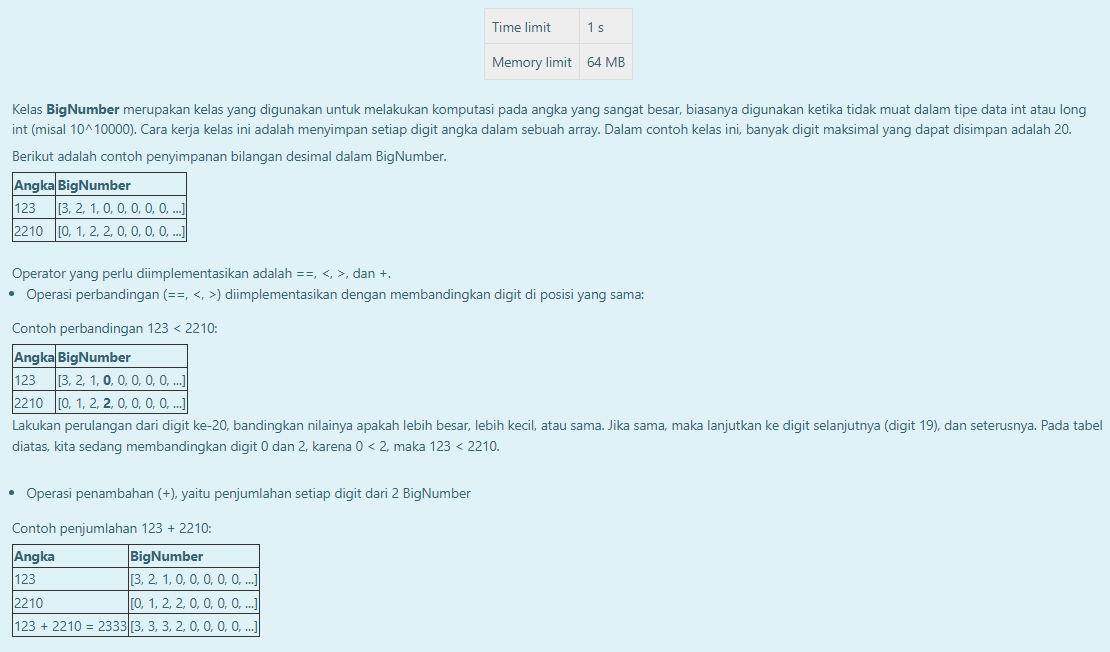 Time limit 1 s
Memory limit 64 MB
Kelas BigNumber merupakan kelas yang digunakan untuk melakukan komputasi pada angka yang sangat besar, biasanya digunakan ketika tidak muat dalam tipe data int atau long
int (misal 10^10000). Cara kerja kelas ini adalah menyimpan setiap digit angka dalam sebuah array. Dalam contoh kelas ini, banyak digit maksimal yang dapat disimpan adalah 20.
Berikut adalah contoh penyimpanan bilangan desimal dalam BigNumber.
Angka BigNumber
123 [3, 2, 1, 0, 0, 0, 0, 0, ...]
2210 [0, 1, 2, 2, 0, 0, 0, 0, ...]
Operator yang perlu diimplementasikan adalah ==, <, >, dan +.
• Operasi perbandingan (==, <, >) diimplementasikan dengan membandingkan digit di posisi yang sama:
Contoh perbandingan 123 < 2210:
Angka BigNumber
123 [3, 2, 1, 0, 0, 0, 0, 0, ...]
2210 [0, 1, 2, 2, 0, 0, 0, 0, ...]
Lakukan perulangan dari digit ke-20, bandingkan nilainya apakah lebih besar, lebih kecil, atau sama. Jika sama, maka lanjutkan ke digit selanjutnya (digit 19), dan seterusnya. Pada tabel
diatas, kita sedang membandingkan digit 0 dan 2, karena 0 < 2, maka 123 < 2210.
• Operasi penambahan (+), yaitu penjumlahan setiap digit dari 2 BigNumber
Contoh penjumlahan 123 + 2210:
Angka BigNumber
123 [3, 2, 1, 0, 0, 0, 0, 0, ...]
2210 [0, 1, 2, 2, 0, 0, 0, 0, ...]
123 + 2210 = 2333 [3, 3, 3, 2, 0, 0, 0, 0, ...]